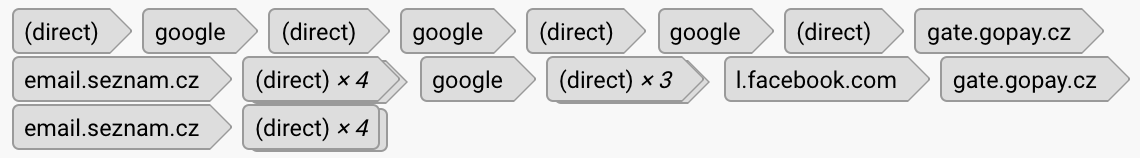 (direct) google (direct) google (direct) google (direct) gate.gopay.cz
email.seznam.cz (direct) × 4 google (direct) × 3 l.facebook.com gate.gopay.cz
email.seznam.cz (direct) × 4